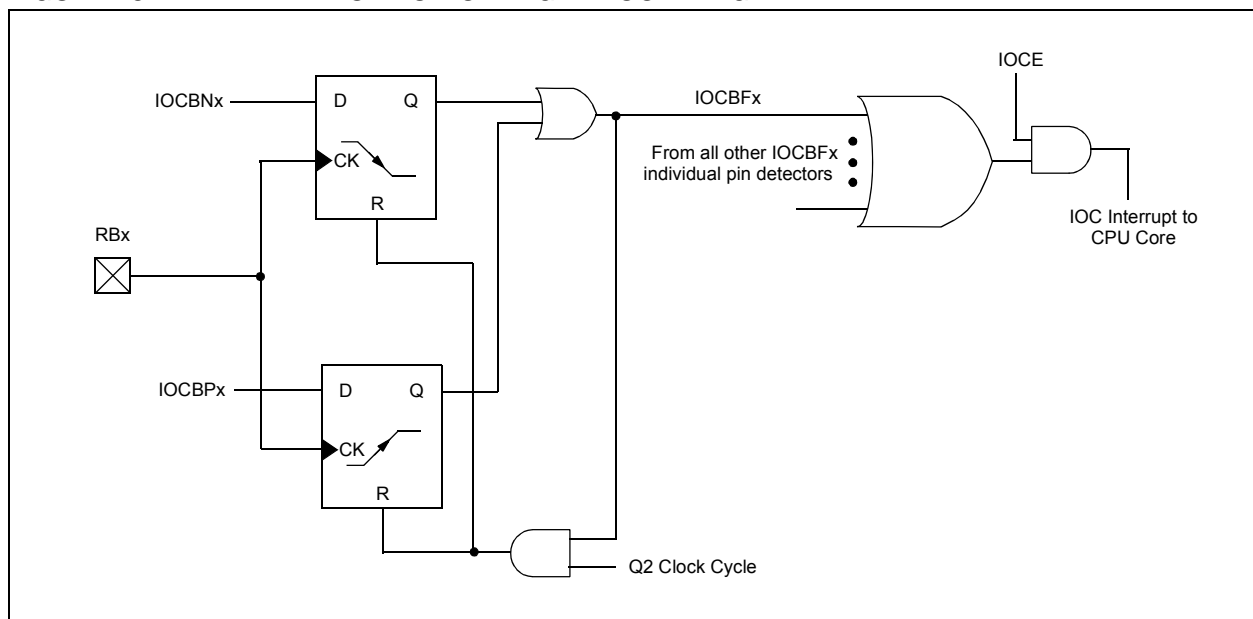 IOCE
IOCBNx
D
Q
IOCBFx
CK
From all other IOCBFx
individual pin detectors
R
IOC Interrupt to
CPU Core
RBx
IOCBPx
D
Q
CK
R
Q2 Clock Cycle